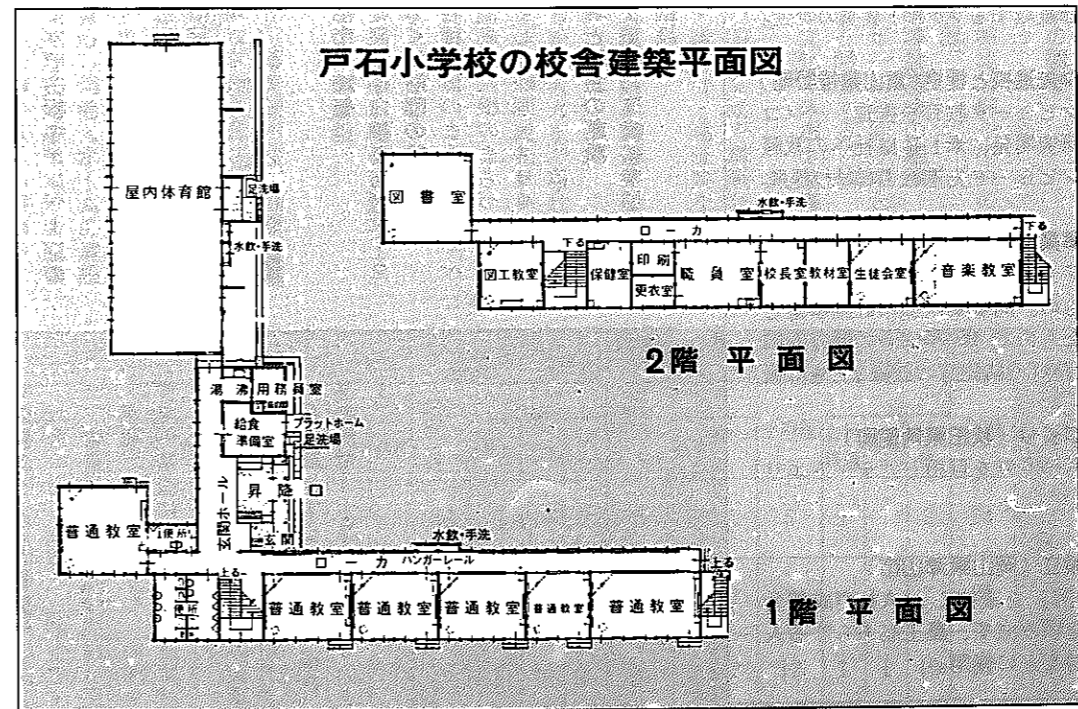 戸石小学校の校舎建築平面図
屋内体育館
足洗場
水飲・手洗
図書室
水飲・手洗
ローカ
下る
下る
図工教室
保健室
印刷
更衣室
職員室
校長室
教材室
生徒会室
音楽教室
2階 平面図
湯沸
用務員室
給食
準備室
プラットホーム
足洗場
昇降口
玄関ホール
普通教室
便所
玄関
水飲・手洗
ローカ
ハンガーレール
上る
上る
便所
普通教室
普通教室
普通教室
普通教室
普通教室
1階 平面図